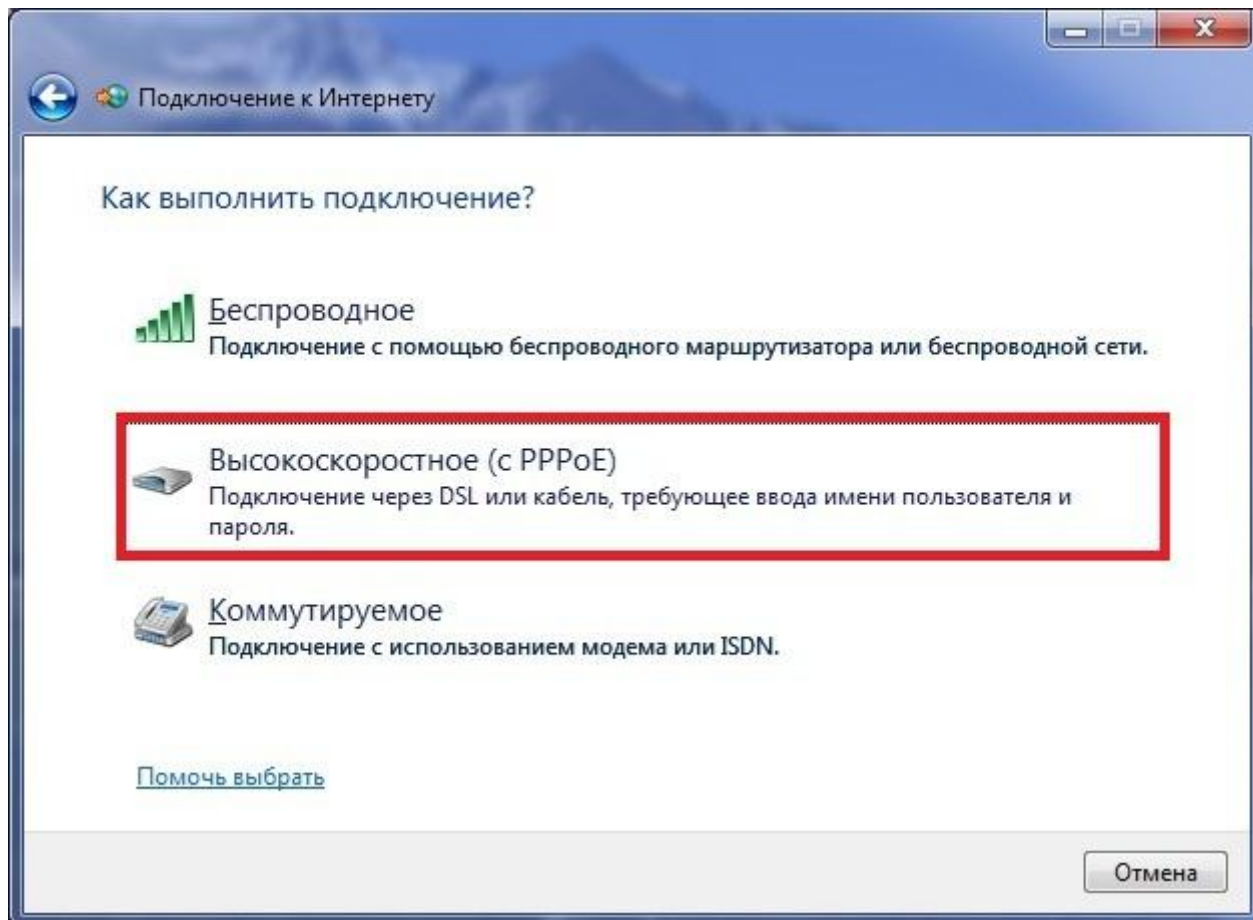 Подключение к Интернету
Как выполнить подключение?
Беспроводное
Подключение с помощью беспроводного маршрутизатора или беспроводной сети.
Высокоскоростное (с PPPoE)
Подключение через DSL или кабель, требующее ввода имени пользователя и
пароля.
Коммутируемое
Подключение с использованием модема или ISDN.
Помочь выбрать
Отмена